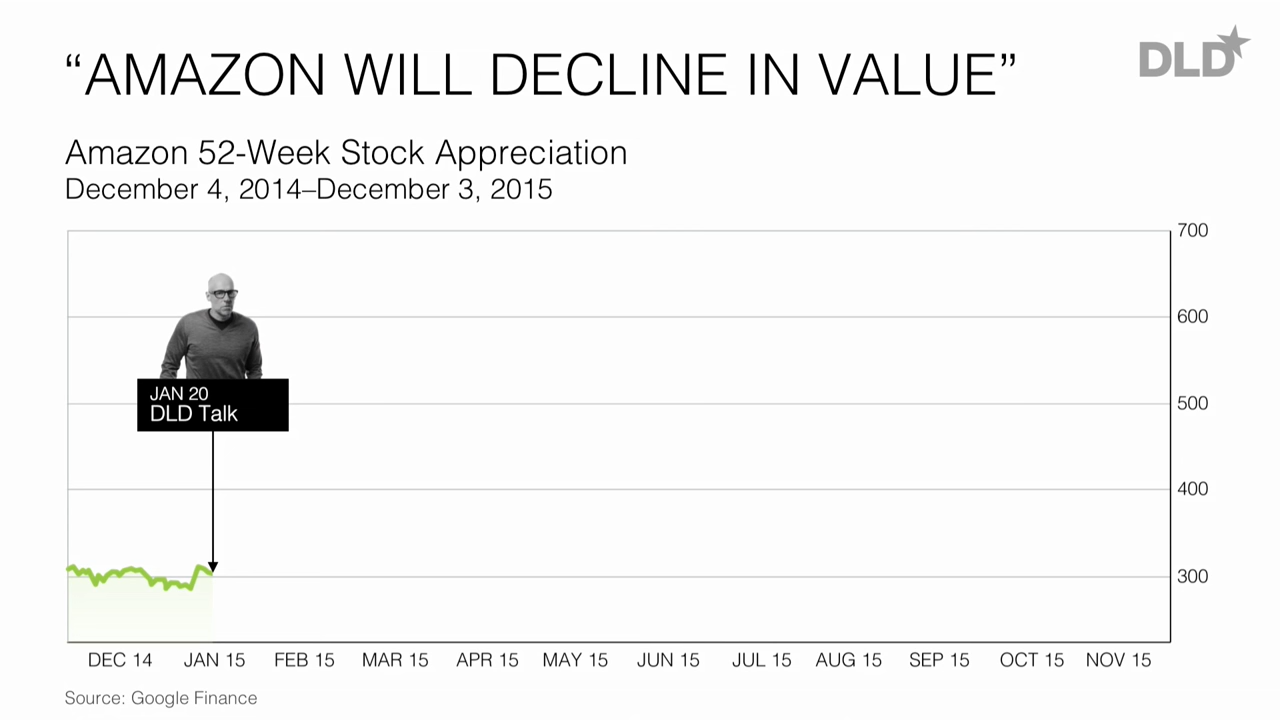 “AMAZON WILL DECLINE IN VALUE”
DLD
Amazon 52-Week Stock Appreciation
December 4, 2014–December 3, 2015
700
600
JAN 20
DLD Talk
500
400
300
DEC 14 JAN 15 FEB 15 MAR 15 APR 15 MAY 15 JUN 15 JUL 15 AUG 15 SEP 15 OCT 15 NOV 15
Source: Google Finance